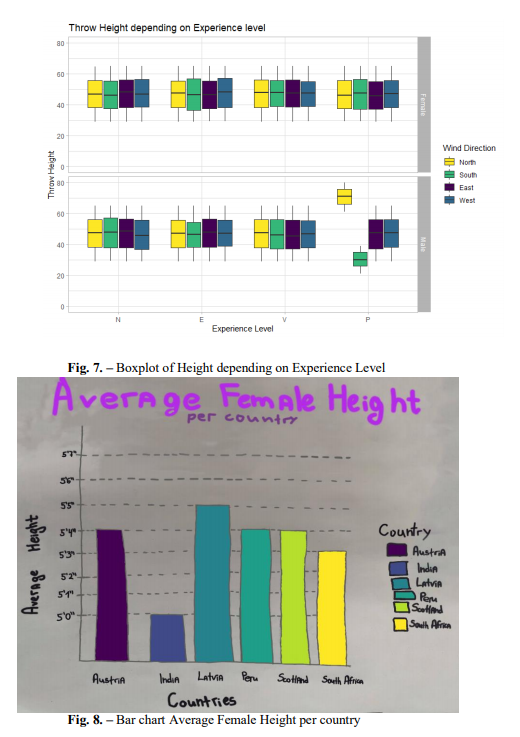 Throw Height depending on Experience level
80
60
40
20
0
Female
80
60
40
20
0
Male
Throw Height
N E V P
Experience Level
Wind Direction
North
South
East
West
Fig. 7. – Boxplot of Height depending on Experience Level
Average Female Height
per country
5'7"
5'6"
5'5"
5'4"
5'3"
5'2"
5'1"
5'0"
Average Height
Austria India Latvia Peru Scotland South Africa
Countries
Country
Austria
India
Latvia
Peru
Scotland
South Africa
Fig. 8. – Bar chart Average Female Height per country